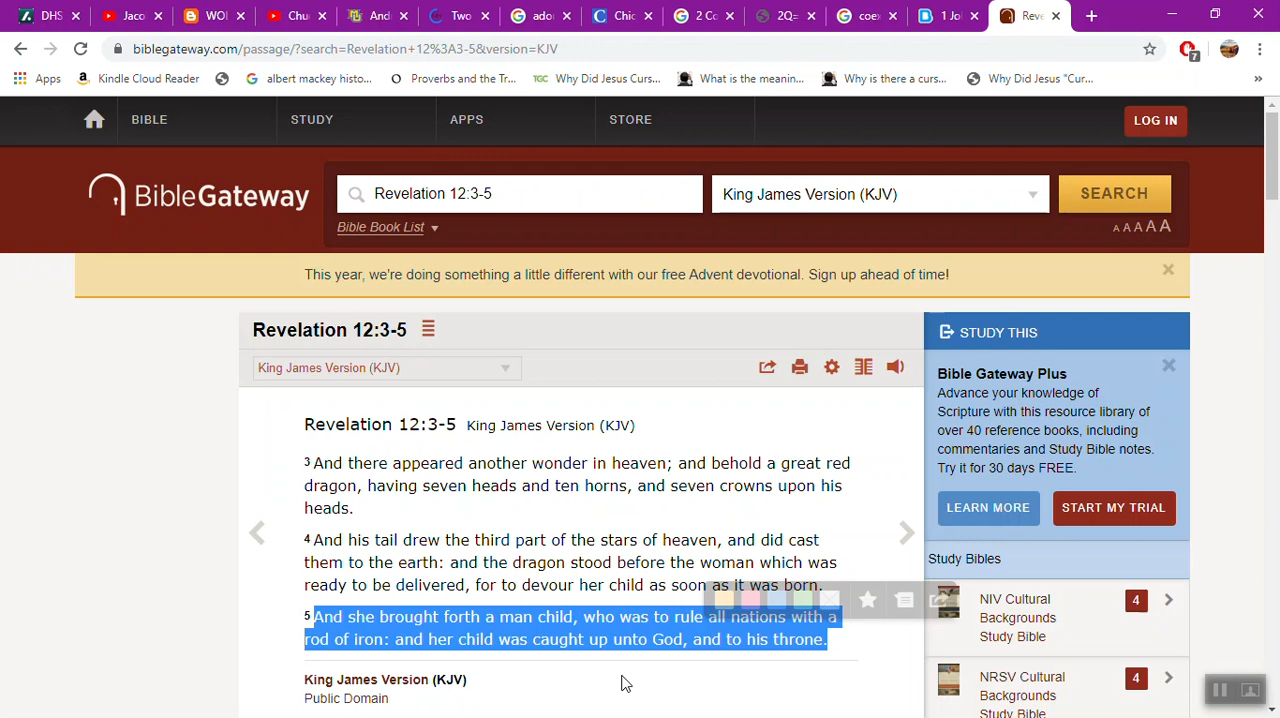 DHS
Jaco
WOI
Chu
And
Two
ado
Chic
2 Co
2Q=
coex
1 Jo
Reve
biblegateway.com/passage/?search=Revelation+12%3A3-5&version=KJV
7
Apps
Kindle Cloud Reader
albert mackey histo...
Proverbs and the Tr...
TGC Why Did Jesus Curs...
What is the meanin...
Why is there a curs...
Why Did Jesus "Cur...
»
BIBLE
STUDY
APPS
STORE
LOG IN
BibleGateway
Revelation 12:3-5
King James Version (KJV)
SEARCH
Bible Book List
A A A A A
This year, we're doing something a little different with our free Advent devotional. Sign up ahead of time!
Revelation 12:3-5
King James Version (KJV)
Revelation 12:3-5 King James Version (KJV)
3 And there appeared another wonder in heaven; and behold a great red
dragon, having seven heads and ten horns, and seven crowns upon his
heads.
4 And his tail drew the third part of the stars of heaven, and did cast
them to the earth: and the dragon stood before the woman which was
ready to be delivered, for to devour her child as soon as it was born.
5 And she brought forth a man child, who was to rule all nations with a
rod of iron: and her child was caught up unto God, and to his throne.
King James Version (KJV)
Public Domain
STUDY THIS
Bible Gateway Plus
Advance your knowledge of
Scripture with this resource library of
over 40 reference books, including
commentaries and Study Bible notes.
Try it for 30 days FREE.
LEARN MORE
START MY TRIAL
Study Bibles
NIV Cultural
Backgrounds
Study Bible
4
NRSV Cultural
Backgrounds
Study Bible
4